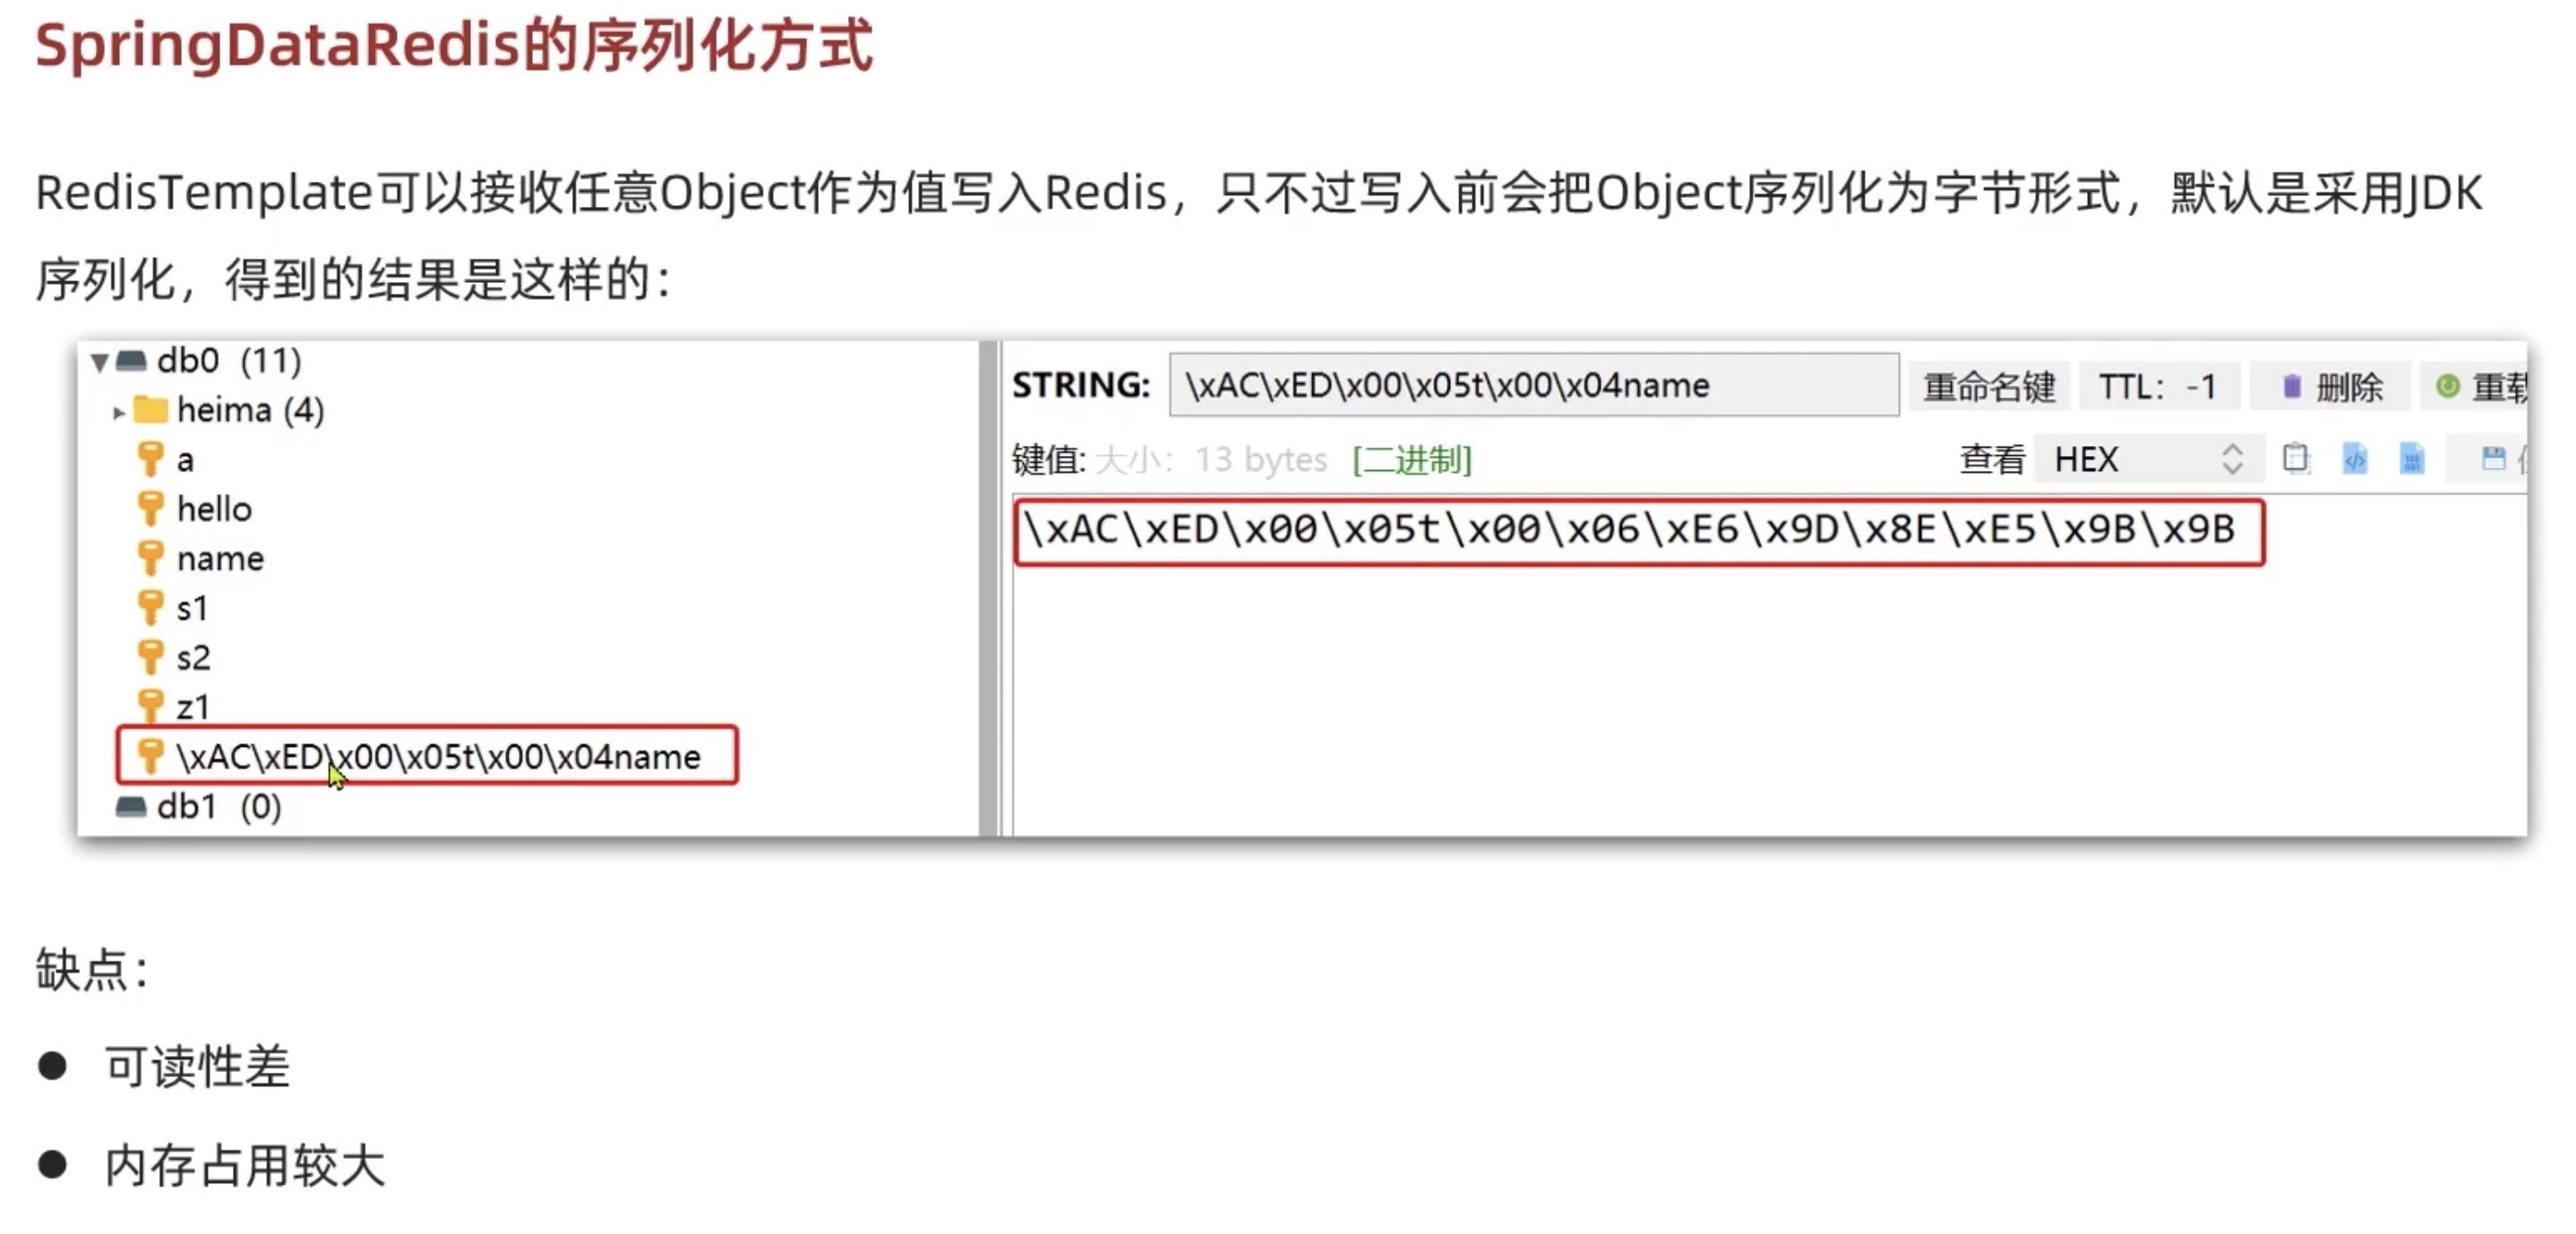 SpringDataRedis的序列化方式
RedisTemplate可以接收任意Object作为值写入Redis，只不过写入前会把Object序列化为字节形式，默认是采用JDK
序列化，得到的结果是这样的：
db0 (11)
heima (4)
a
hello
name
s1
s2
z1
\xAC\xED\x00\x05t\x00\x04name
db1 (0)
STRING: \xAC\xED\x00\x05t\x00\x04name 重命名键 TTL: -1 删除 重载
键值: 大小: 13 bytes [二进制] 查看 HEX
\xAC\xED\x00\x05t\x00\x06\xE6\x9D\x8E\xE5\x9B\x9B
缺点：
● 可读性差
● 内存占用较大